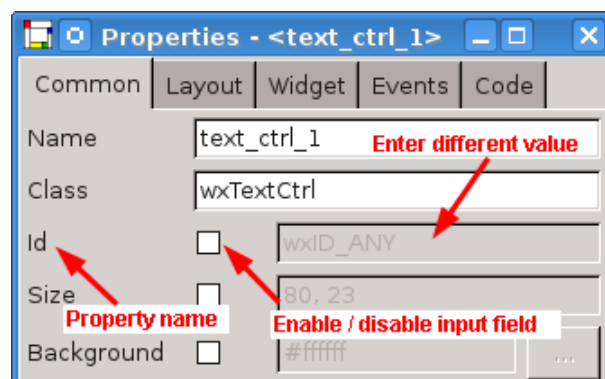 Properties - <text_ctrl_1>
Common Layout Widget Events Code
Name text_ctrl_1 Enter different value
Class wxTextCtrl
Id wxID_ANY
Size 80, 23
Property name Enable / disable input field
Background #ffffff ...